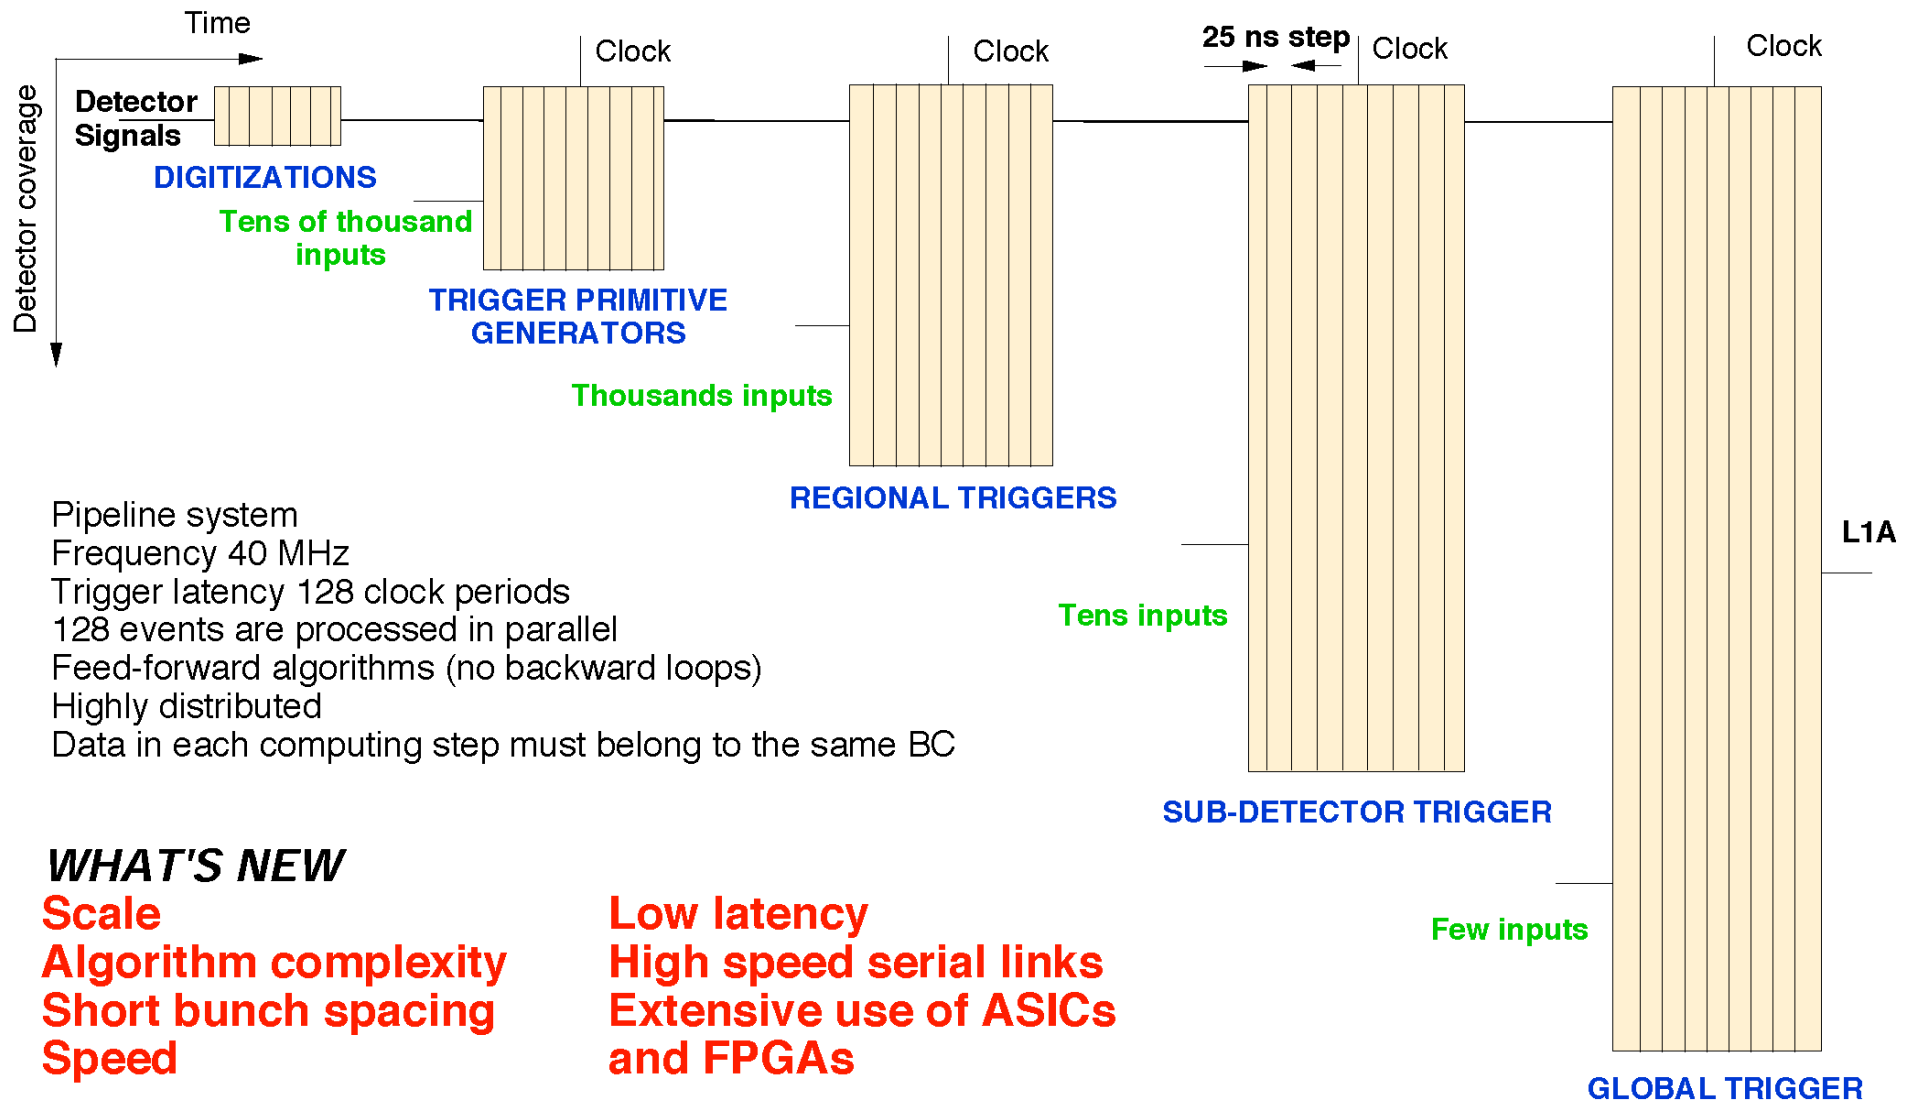 Time
Clock
Clock
25 ns step
Clock
Clock
Detector coverage
Detector
Signals
DIGITIZATIONS
Tens of thousand
inputs
TRIGGER PRIMITIVE
GENERATORS
Thousands inputs
REGIONAL TRIGGERS
Pipeline system
Frequency 40 MHz
Trigger latency 128 clock periods
128 events are processed in parallel
Feed-forward algorithms (no backward loops)
Highly distributed
Data in each computing step must belong to the same BC
L1A
Tens inputs
SUB-DETECTOR TRIGGER
Few inputs
GLOBAL TRIGGER
WHAT'S NEW
Scale
Algorithm complexity
Short bunch spacing
Speed
Low latency
High speed serial links
Extensive use of ASICs
and FPGAs